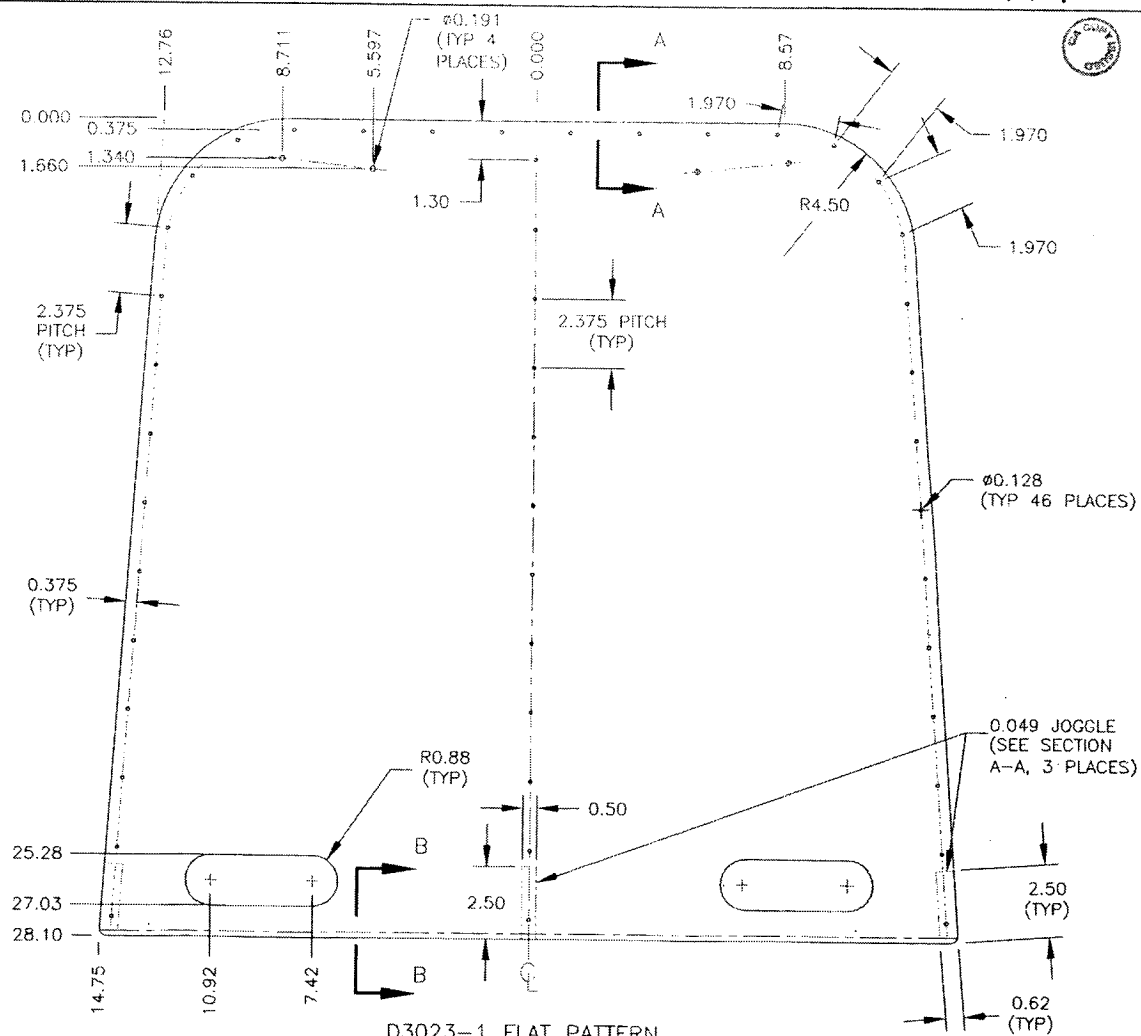 12.76
8.711
5.597
ø0.191
(TYP 4
PLACES)
0.000
A
8.57
0.000
0.375
1.340
1.660
1.30
1.970
1.970
A
R4.50
1.970
2.375
PITCH
(TYP)
2.375 PITCH
(TYP)
ø0.128
(TYP 46 PLACES)
0.375
(TYP)
0.049 JOGGLE
(SEE SECTION
A-A, 3 PLACES)
R0.88
(TYP)
0.50
25.28
B
2.50
2.50
(TYP)
27.03
28.10
14.75
10.92
7.42
B
CL
0.62
(TYP)
D3023-1 FLAT PATTERN